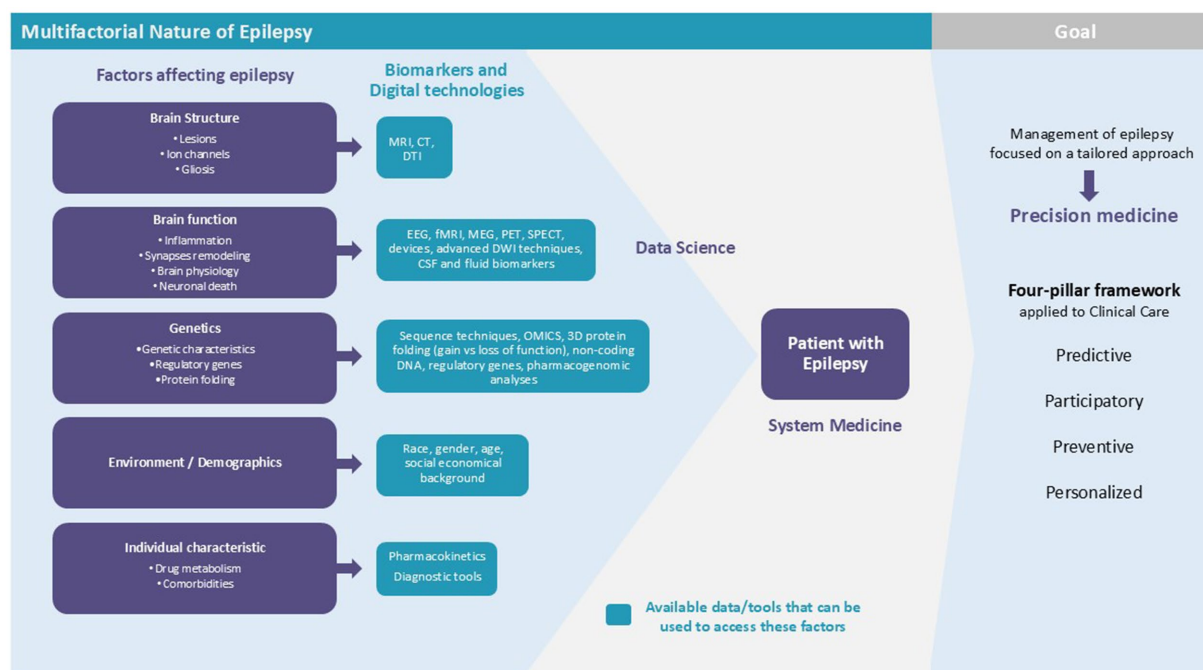 Multifactorial Nature of Epilepsy
Goal
Factors affecting epilepsy
Biomarkers and
Digital technologies
Brain Structure
• Lesions
• Ion channels
• Gliosis
MRI, CT,
DTI
Brain function
• Inflammation
• Synapses remodeling
• Brain physiology
• Neuronal death
EEG, fMRI, MEG, PET, SPECT,
devices, advanced DWI techniques,
CSF and fluid biomarkers
Genetics
•Genetic characteristics
•Regulatory genes
•Protein folding
Sequence techniques, OMICS, 3D protein
folding (gain vs loss of function), non-coding
DNA, regulatory genes, pharmacogenomic
analyses
Environment / Demographics
Race, gender, age,
social economical
background
Individual characteristic
• Drug metabolism
• Comorbidities
Pharmacokinetics
Diagnostic tools
Data Science
Patient with
Epilepsy
System Medicine
Available data/tools that can be
used to access these factors
Management of epilepsy
focused on a tailored approach
Precision medicine
Four-pillar framework
applied to Clinical Care
Predictive
Participatory
Preventive
Personalized